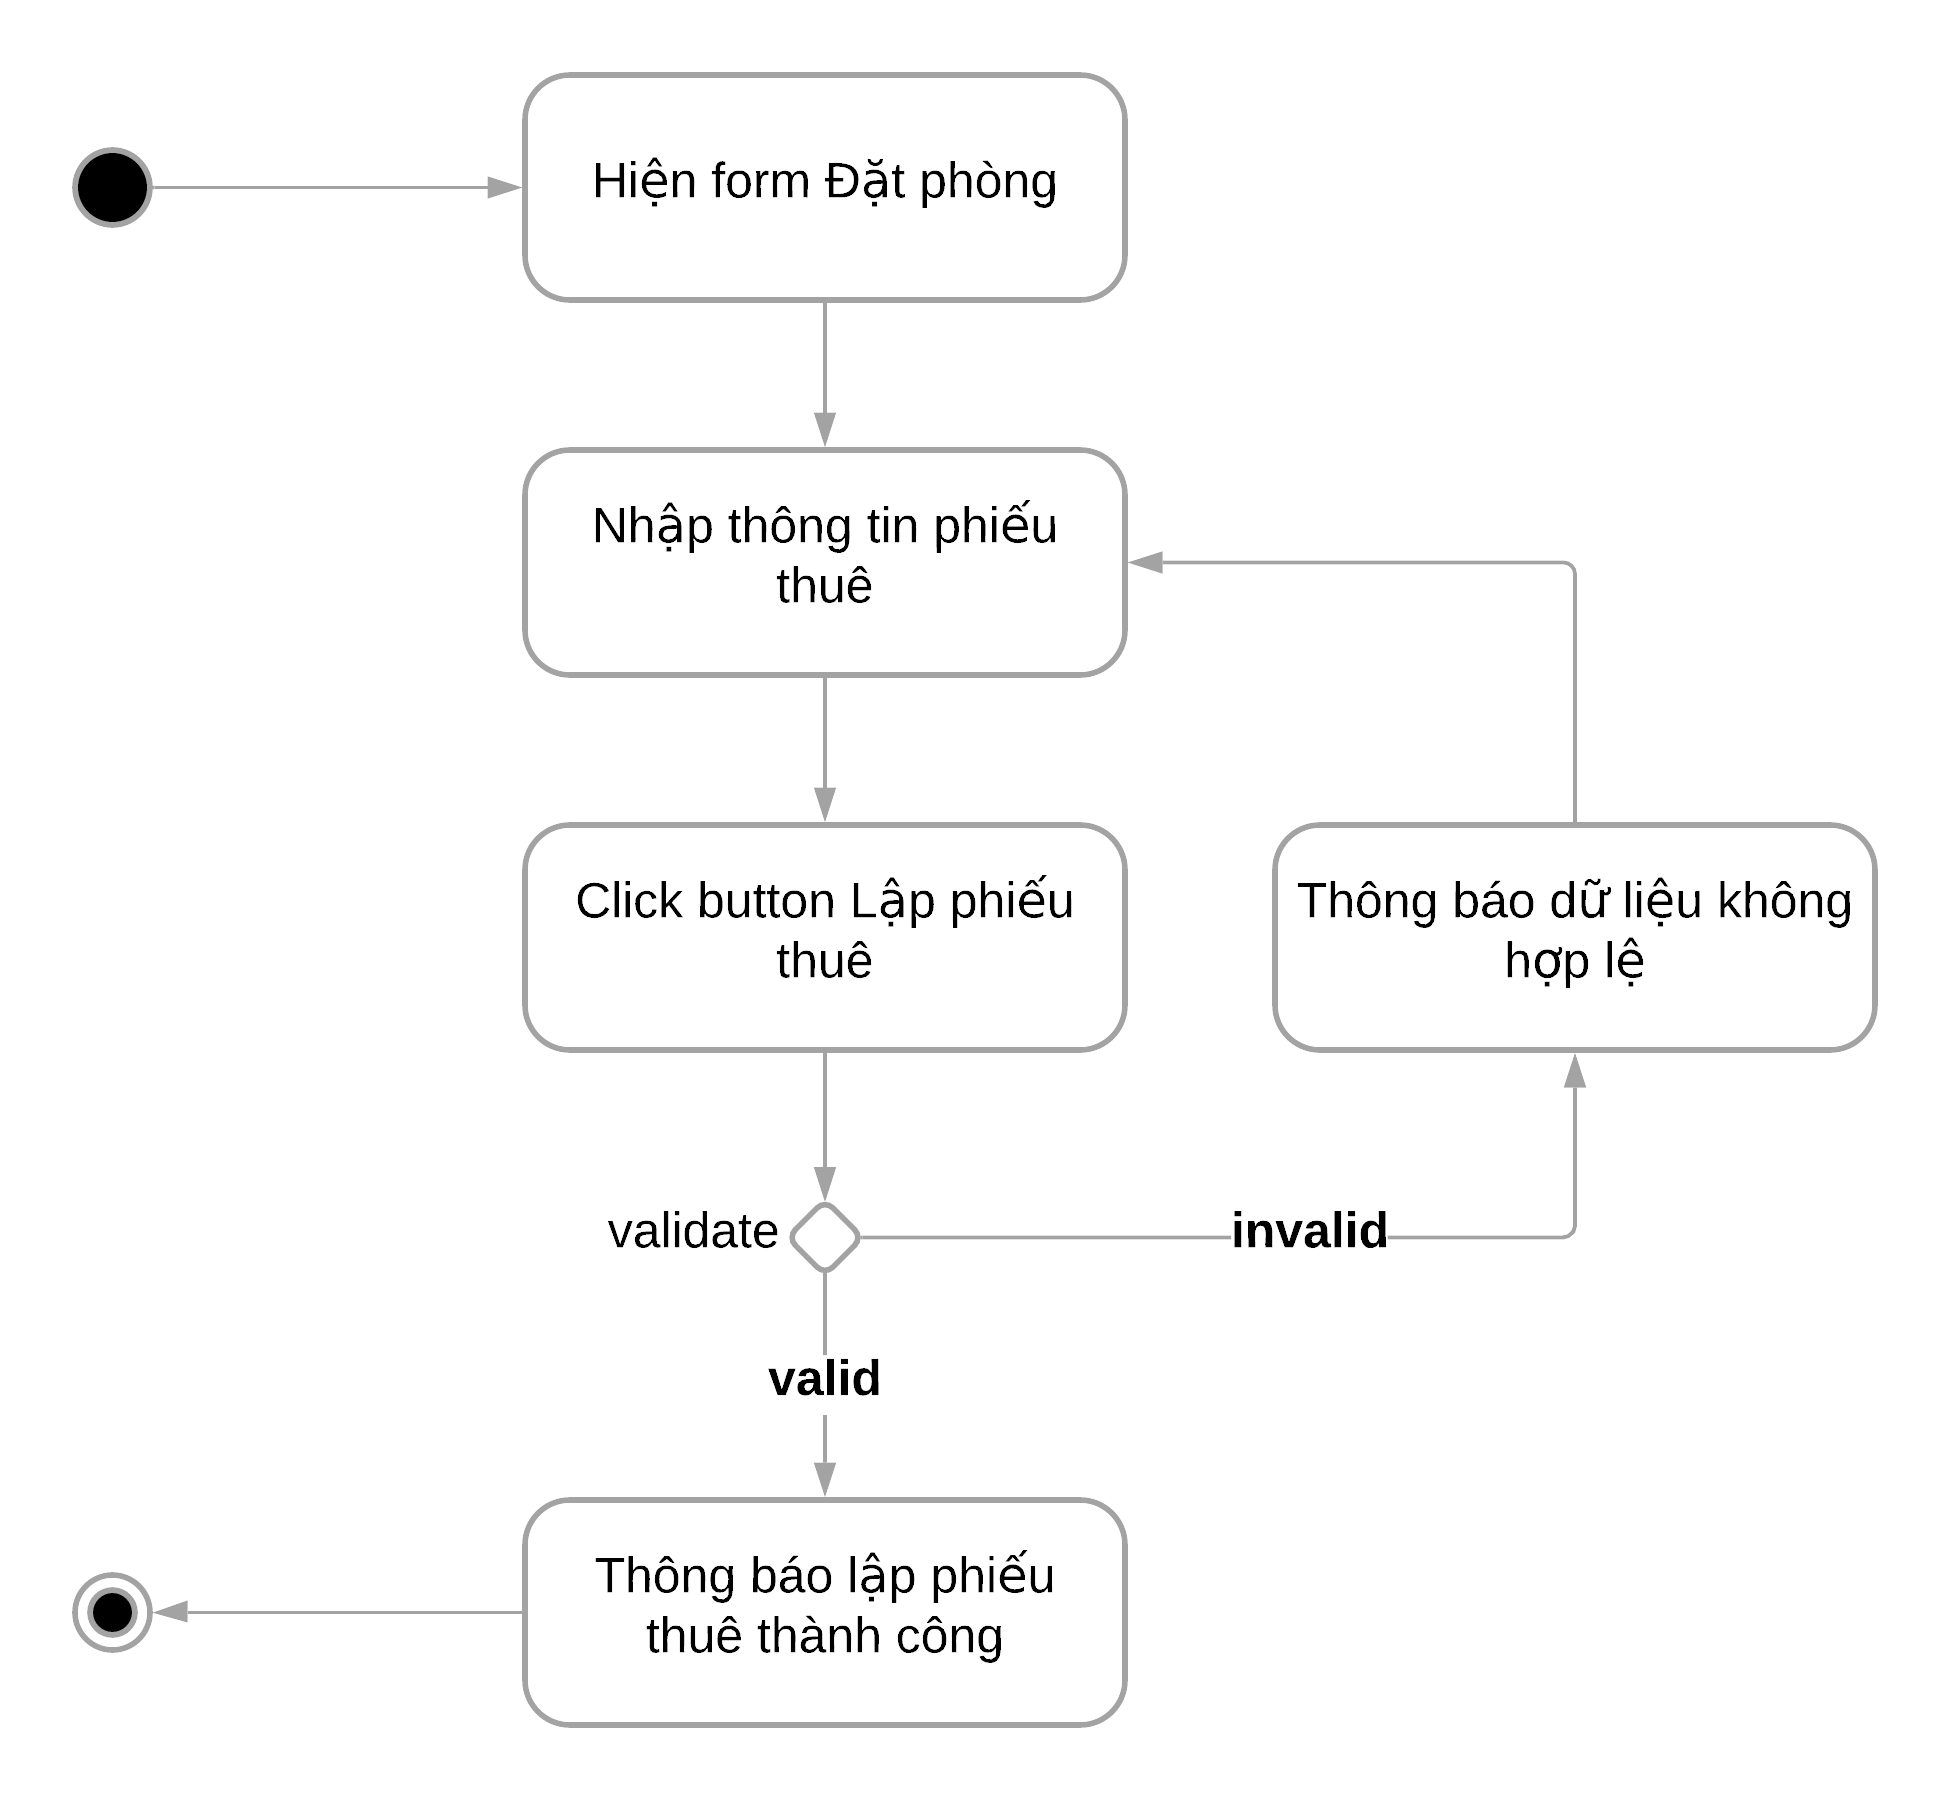 Hiện form Đặt phòng
Nhập thông tin phiếu
thuê
Click button Lập phiếu
thuê
Thông báo dữ liệu không
hợp lệ
validate
invalid
valid
Thông báo lập phiếu
thuê thành công